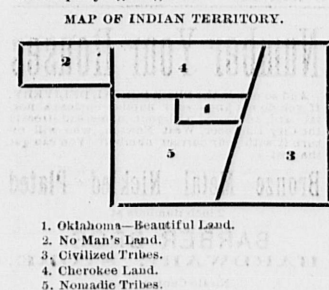 MAP OF INDIAN TERRITORY.
2
4
1
5
3
1. Oklahoma—Beautiful Land.
2. No Man's Land.
3. Civilized Tribes.
4. Cherokee Land.
5. Nomadic Tribes.